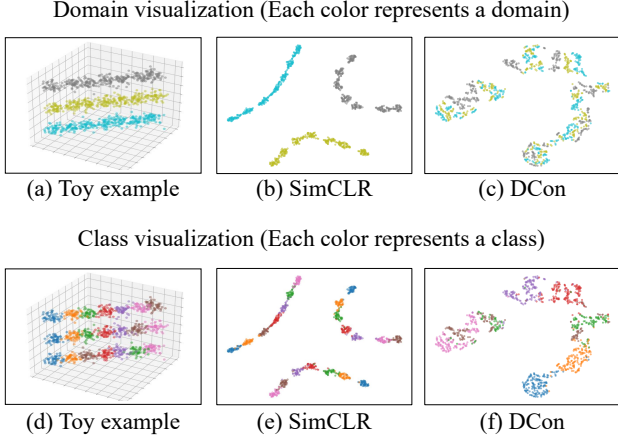 Domain visualization (Each color represents a domain)
(a) Toy example
(b) SimCLR
(c) DCon
Class visualization (Each color represents a class)
(d) Toy example
(e) SimCLR
(f) DCon